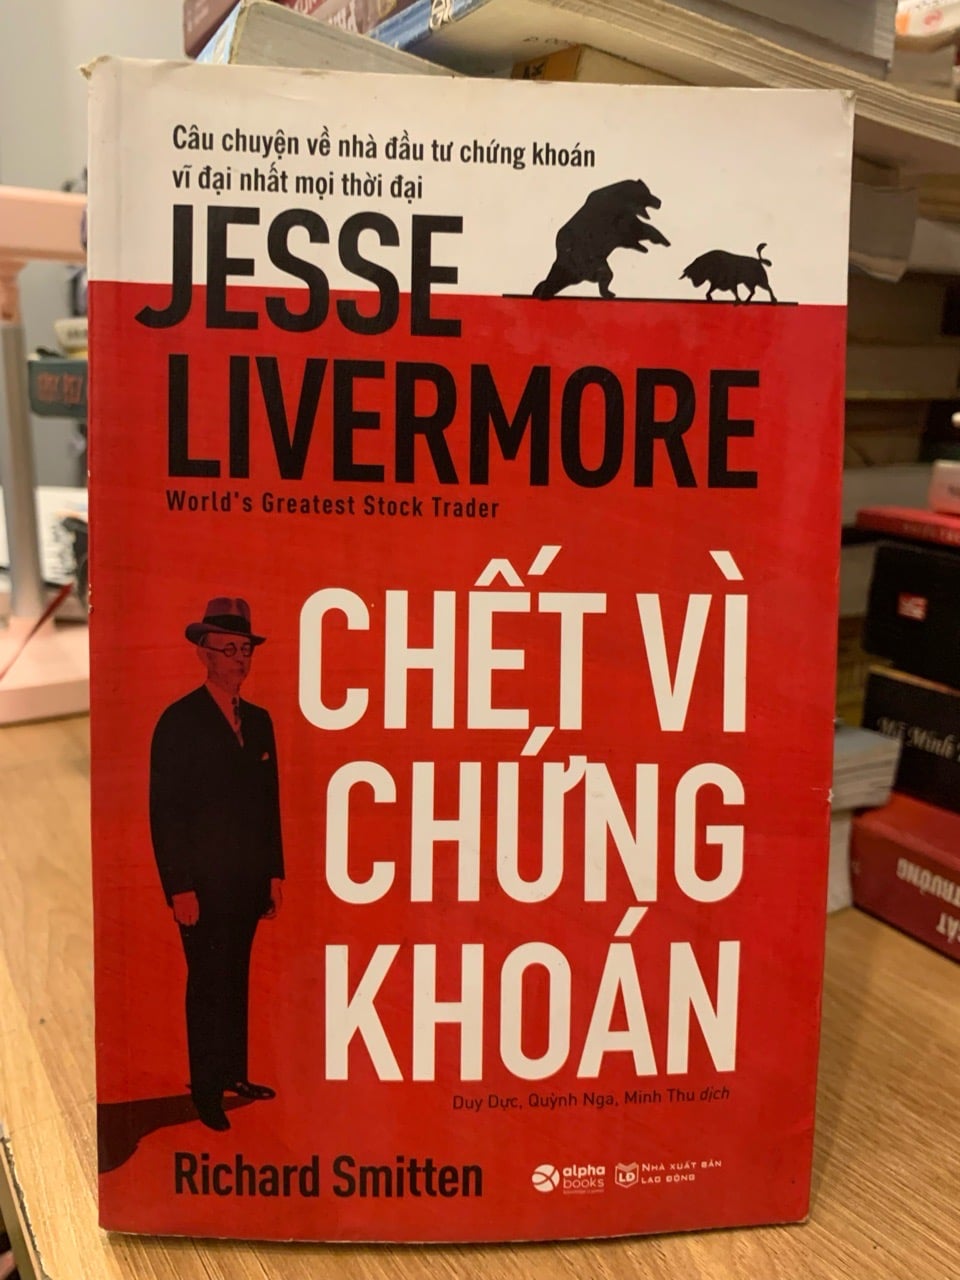 Câu chuyện về nhà đầu tư chứng khoán
vĩ đại nhất mọi thời đại
JESSE
LIVERMORE
World's Greatest Stock Trader
CHẾT VÌ
CHỨNG
KHOÁN
Duy Dực, Quỳnh Nga, Minh Thu dịch
Richard Smitten
alpha
books
LĐ
NHÀ XUẤT BẢN
LAO ĐỘNG